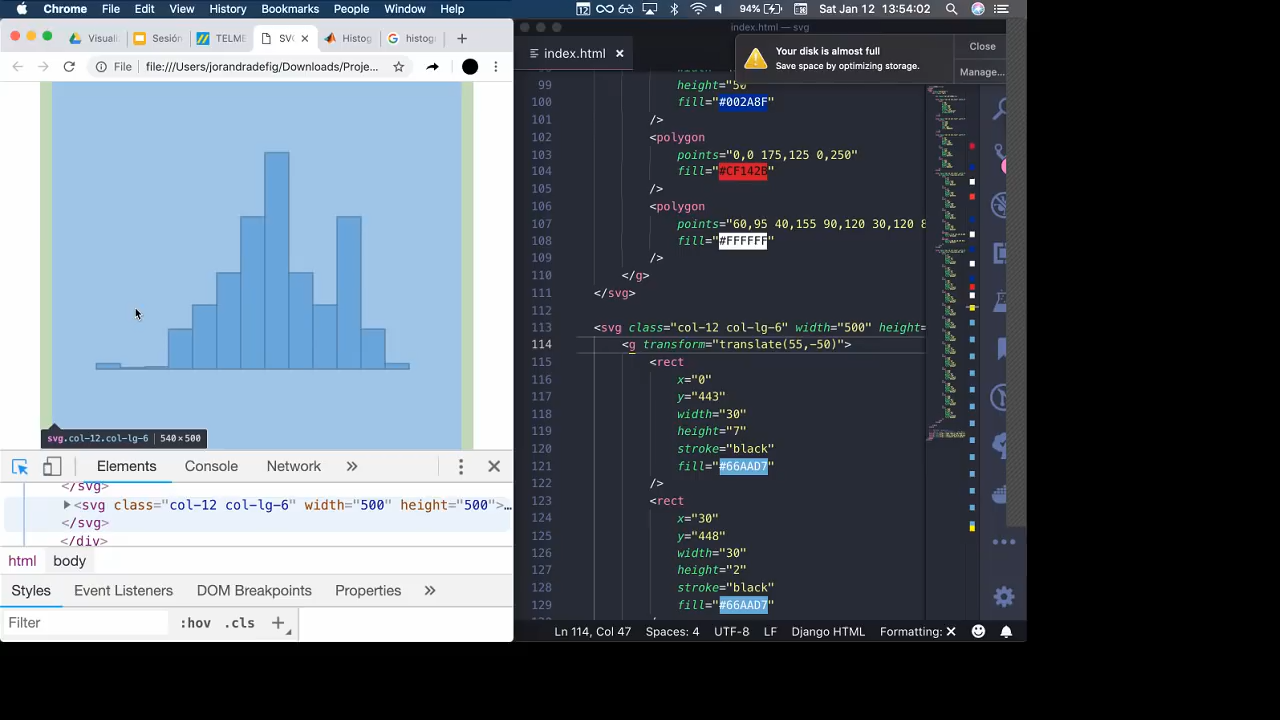 Chrome File Edit View History Bookmarks People Window Help 94% Sat Jan 12 13:54:02
Visuali
Sesión
TELME
SVG
Histog
histog
File file:///Users/jorandradefig/Downloads/Proje...
svg.col-12.col-lg-6 540×500
Elements Console Network
</svg>
<svg class="col-12 col-lg-6" width="500" height="500">…
</svg>
</div>
html body
Styles Event Listeners DOM Breakpoints Properties
Filter :hov .cls
index.html — svg
index.html
Your disk is almost full
Save space by optimizing storage.
Close
Manage...
99 height="50"
100 fill="#002A8F"
101 />
102 <polygon
103 points="0,0 175,125 0,250"
104 fill="#CF142B"
105 />
106 <polygon
107 points="60,95 40,155 90,120 30,120 8
108 fill="#FFFFFF"
109 />
110 </g>
111 </svg>
112
113 <svg class="col-12 col-lg-6" width="500" height=
114 <g transform="translate(55,-50)">
115 <rect
116 x="0"
117 y="443"
118 width="30"
119 height="7"
120 stroke="black"
121 fill="#66AAD7"
122 />
123 <rect
124 x="30"
125 y="448"
126 width="30"
127 height="2"
128 stroke="black"
129 fill="#66AAD7"
Ln 114, Col 47 Spaces: 4 UTF-8 LF Django HTML Formatting: ✕